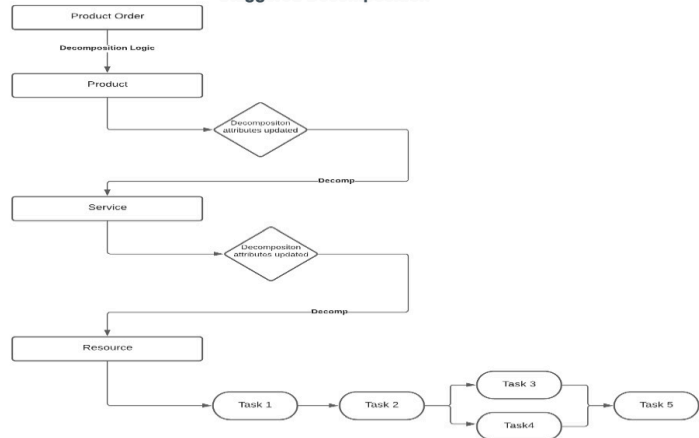 Product Order
Decomposition Logic
Product
Decompositon
attributes updated
Decomp
Service
Decompositon
attributes updated
Decomp
Resource
Task 1
Task 2
Task 3
Task4
Task 5